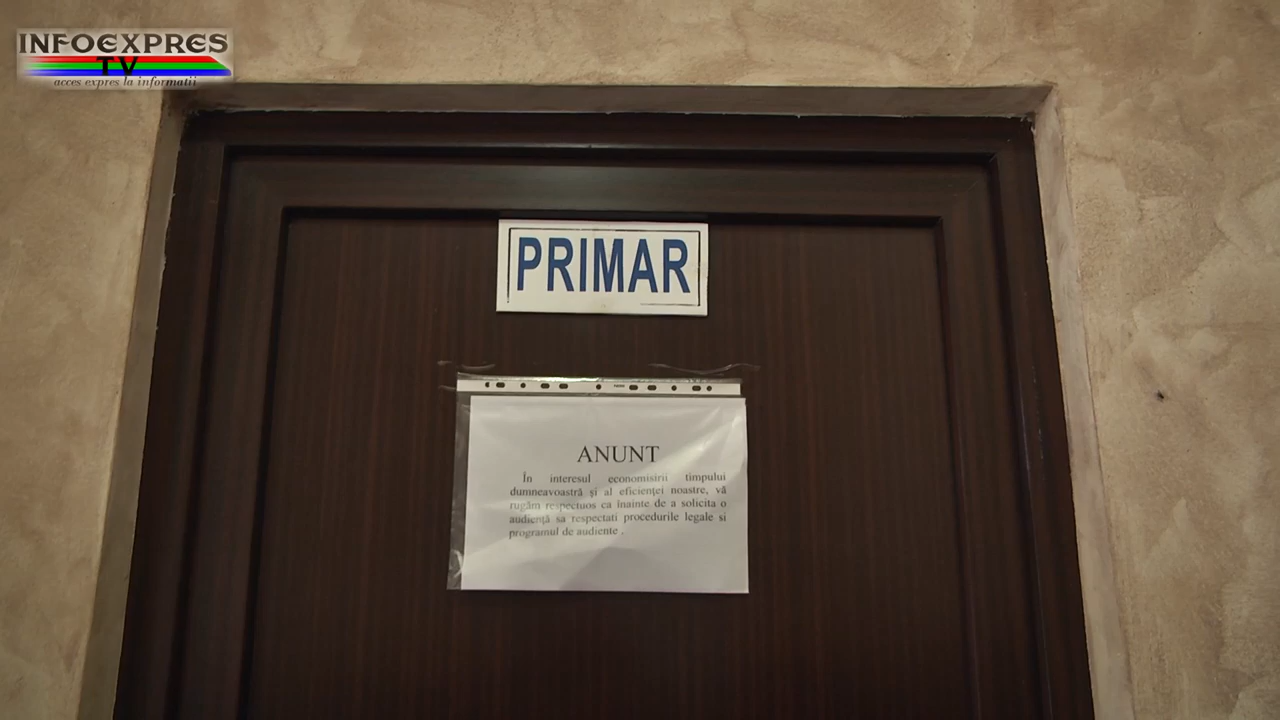 INFOEXPRES
TV
acces expres la informatii
PRIMAR
ANUNT
În interesul economisirii timpului
dumneavoastră și al eficienței noastre, vă
rugăm respectuos ca înainte de a solicita o
audiență sa respectati procedurile legale si
programul de audiente .